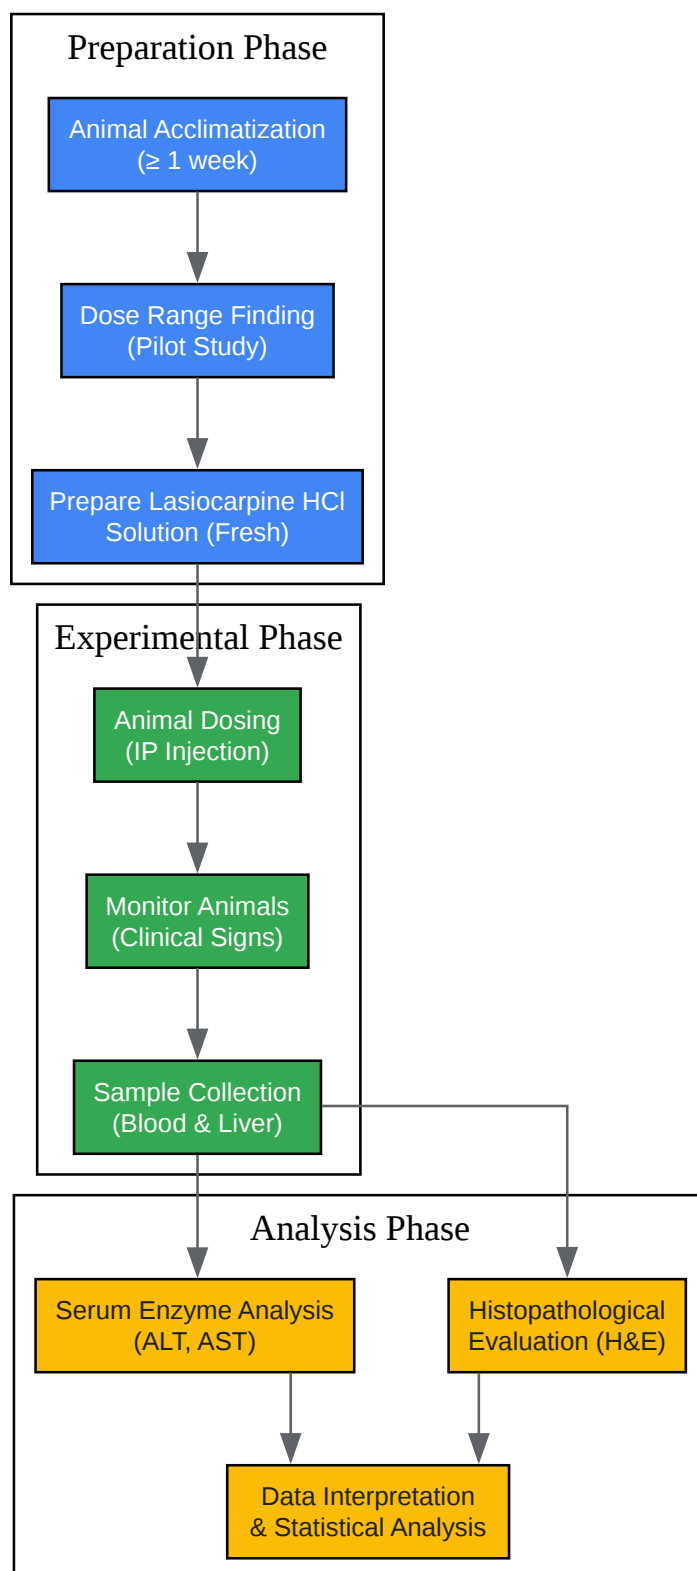 Preparation Phase
Animal Acclimatization
(≥ 1 week)
Dose Range Finding
(Pilot Study)
Prepare Lasiocarpine HCl
Solution (Fresh)
Experimental Phase
Animal Dosing
(IP Injection)
Monitor Animals
(Clinical Signs)
Sample Collection
(Blood & Liver)
Analysis Phase
Serum Enzyme Analysis
(ALT, AST)
Histopathological
Evaluation (H&E)
Data Interpretation
& Statistical Analysis